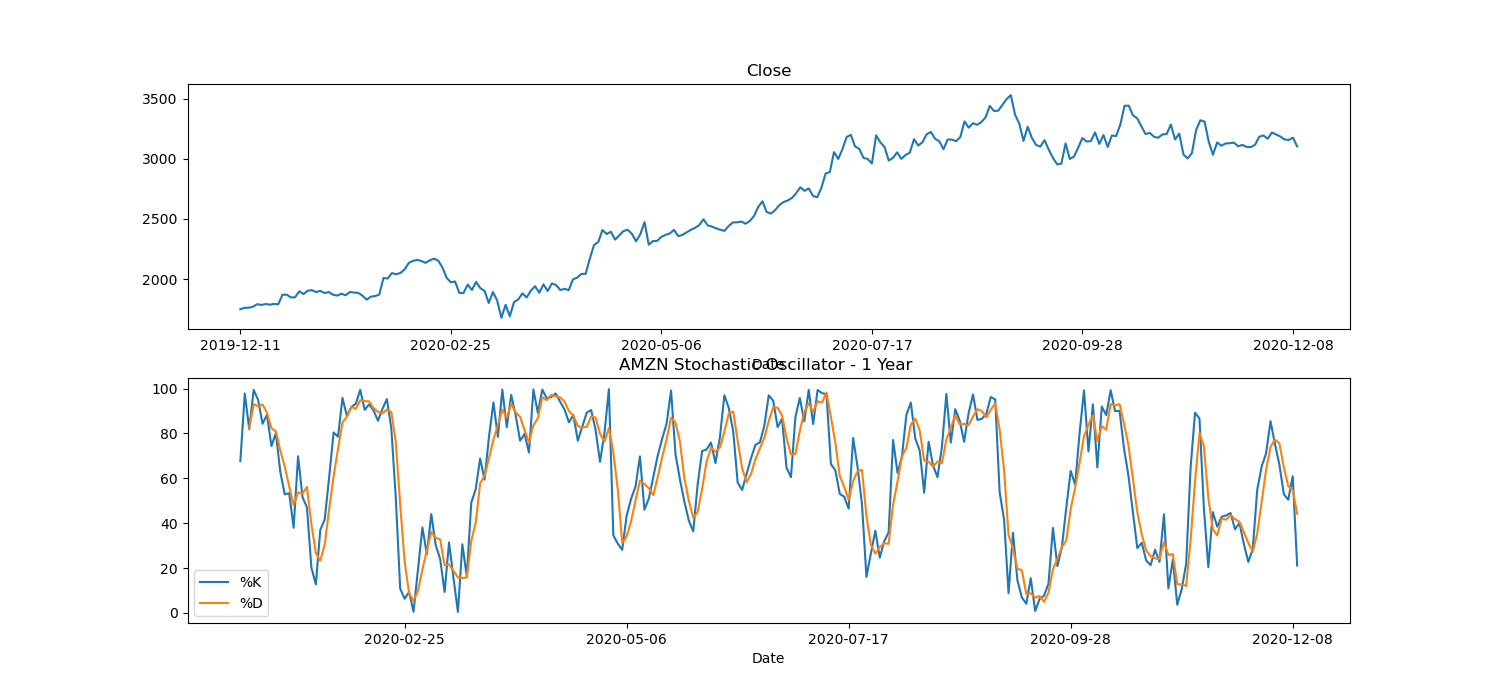 Close
3500
3000
2500
2000
2019-12-11 2020-02-25 2020-05-06 2020-07-17 2020-09-28 2020-12-08
Date
AMZN Stochastic Oscillator - 1 Year
100
80
60
40
20
0
%K
%D
2020-02-25 2020-05-06 2020-07-17 2020-09-28 2020-12-08
Date